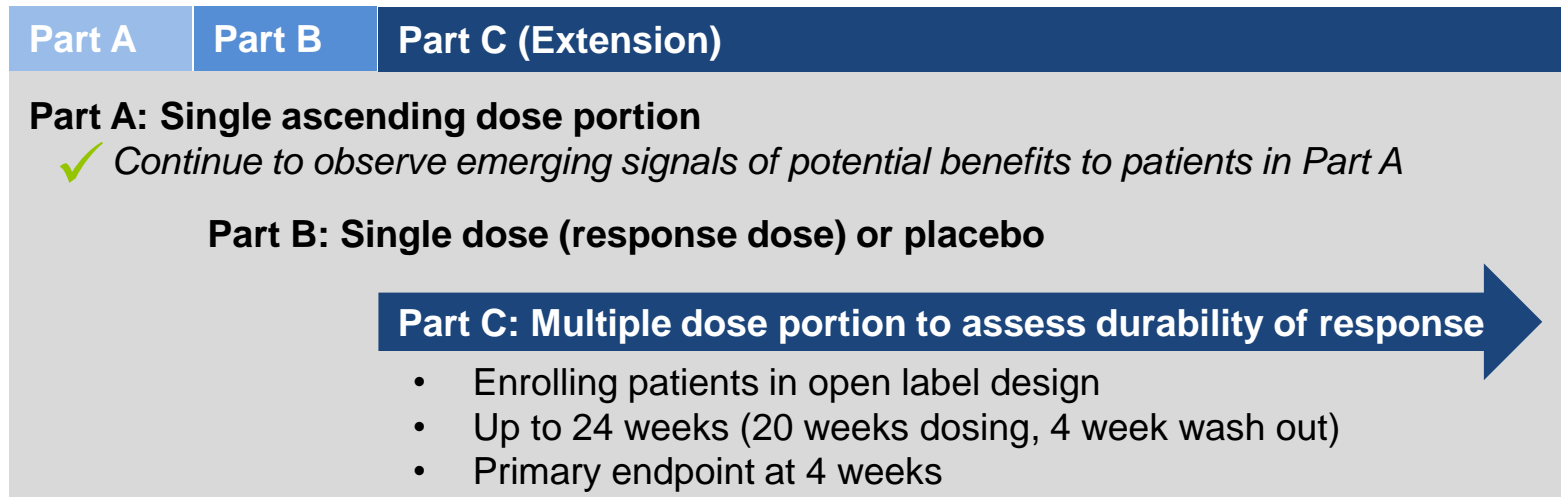 Part A Part B Part C (Extension)
Part A: Single ascending dose portion
Continue to observe emerging signals of potential benefits to patients in Part A
Part B: Single dose (response dose) or placebo
Part C: Multiple dose portion to assess durability of response
• Enrolling patients in open label design
• Up to 24 weeks (20 weeks dosing, 4 week wash out)
• Primary endpoint at 4 weeks